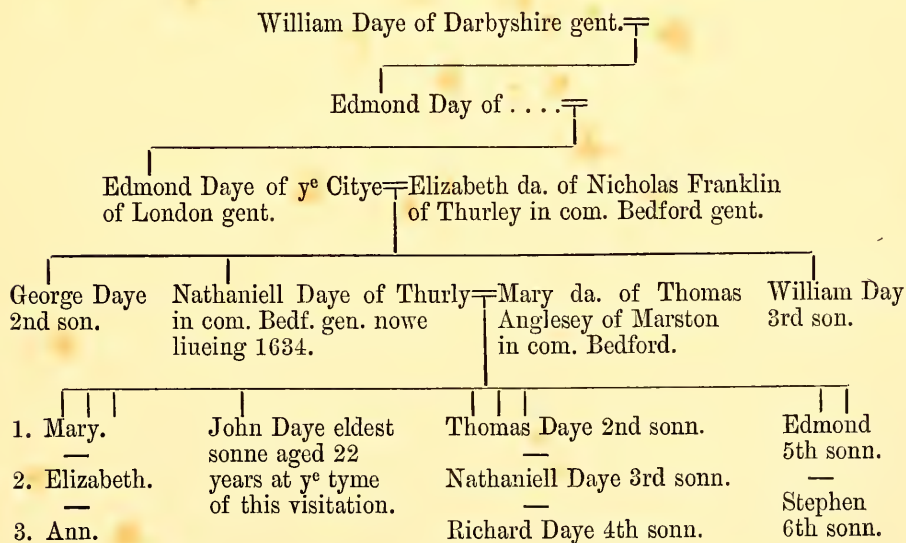 William Daye of Darbyshire gent.
Edmond Day of . . . .
Edmond Daye of yᵉ Citye
of London gent.
Elizabeth da. of Nicholas Franklin
of Thurley in com. Bedford gent.
George Daye
2nd son.
Nathaniell Daye of Thurly
in com. Bedf. gen. nowe
liueing 1634.
Mary da. of Thomas
Anglesey of Marston
in com. Bedford.
William Day
3rd son.
1. Mary.
2. Elizabeth.
3. Ann.
John Daye eldest
sonne aged 22
years at yᵉ tyme
of this visitation.
Thomas Daye 2nd sonn.
Nathaniell Daye 3rd sonn.
Richard Daye 4th sonn.
Edmond
5th sonn.
Stephen
6th sonn.